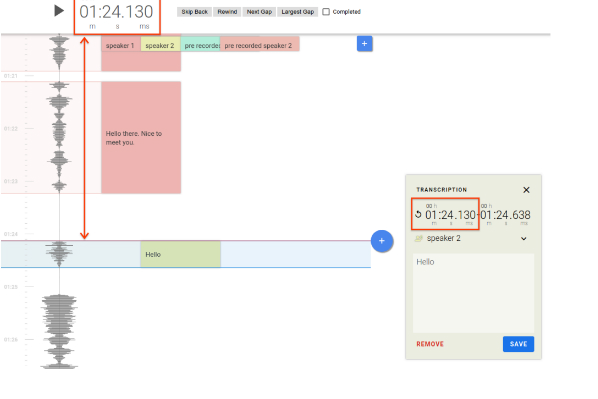 01:24.130
m s ms
Skip Back Rewind Next Gap Largest Gap Completed
speaker 1 speaker 2 pre recorded pre recorded speaker 2
+
01:21
01:22
Hello there. Nice to
meet you.
01:23
01:24
+
Hello
01:25
01:26
TRANSCRIPTION
00 h 00 h
01:24.130-01:24.638
m s ms m s ms
speaker 2
Hello
REMOVE SAVE